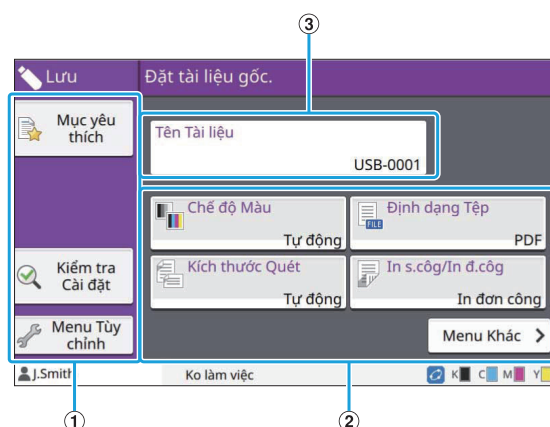 ③
Lưu
Đặt tài liệu gốc.
Mục yêu
thích
Tên Tài liệu
USB-0001
Chế độ Màu
Tự động
Định dạng Tệp
FILE
PDF
Kiểm tra
Cài đặt
Kích thước Quét
Tự động
In s.công/In đ.công
In đơn công
Menu Tùy
chỉnh
Menu Khác
J.Smith
Ko làm việc
K C M Y
① ②